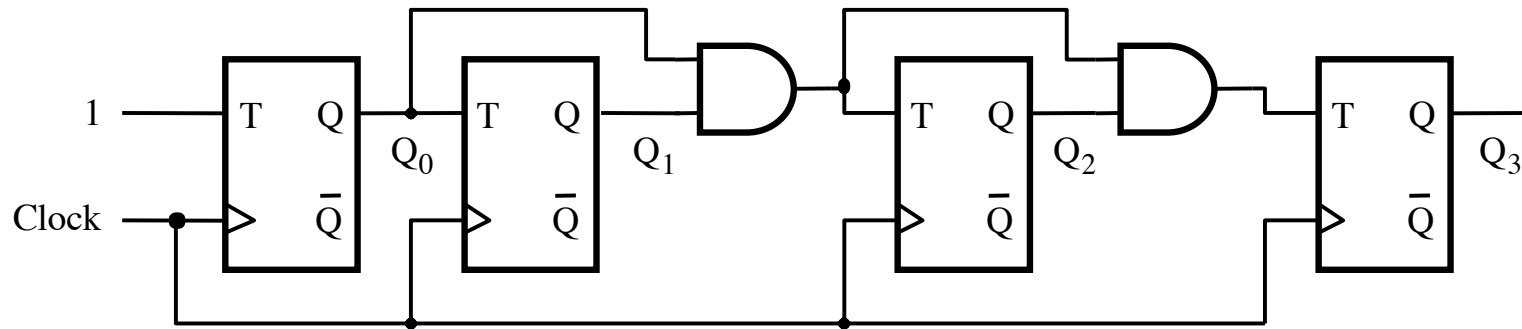 1 T Q T Q T Q T Q
Q₀ Q₁ Q₂ Q₃
Clock Q̅ Q̅ Q̅ Q̅